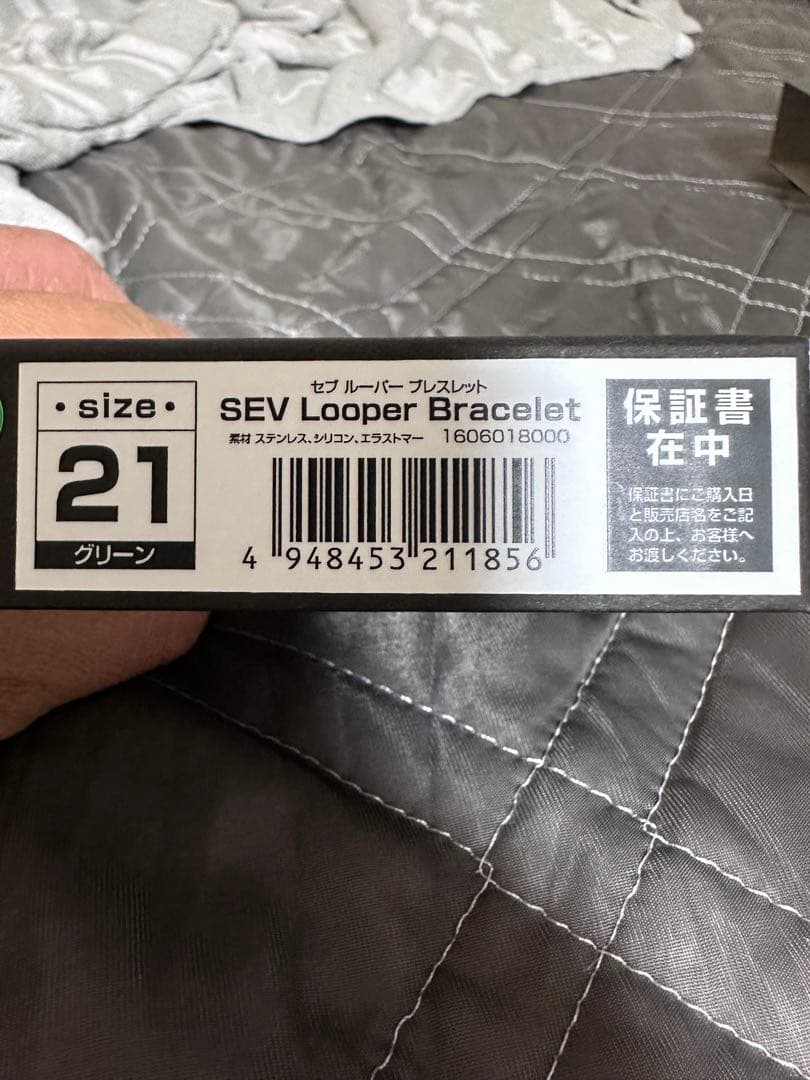 ・size・
21
グリーン
セブ ルーパー ブレスレット
SEV Looper Bracelet
素材 ステンレス、シリコン、エラストマー 1606018000
4 948453 211856
保証書
在中
保証書にご購入日
と販売店名をご記
入の上、お客様へ
お渡しください。